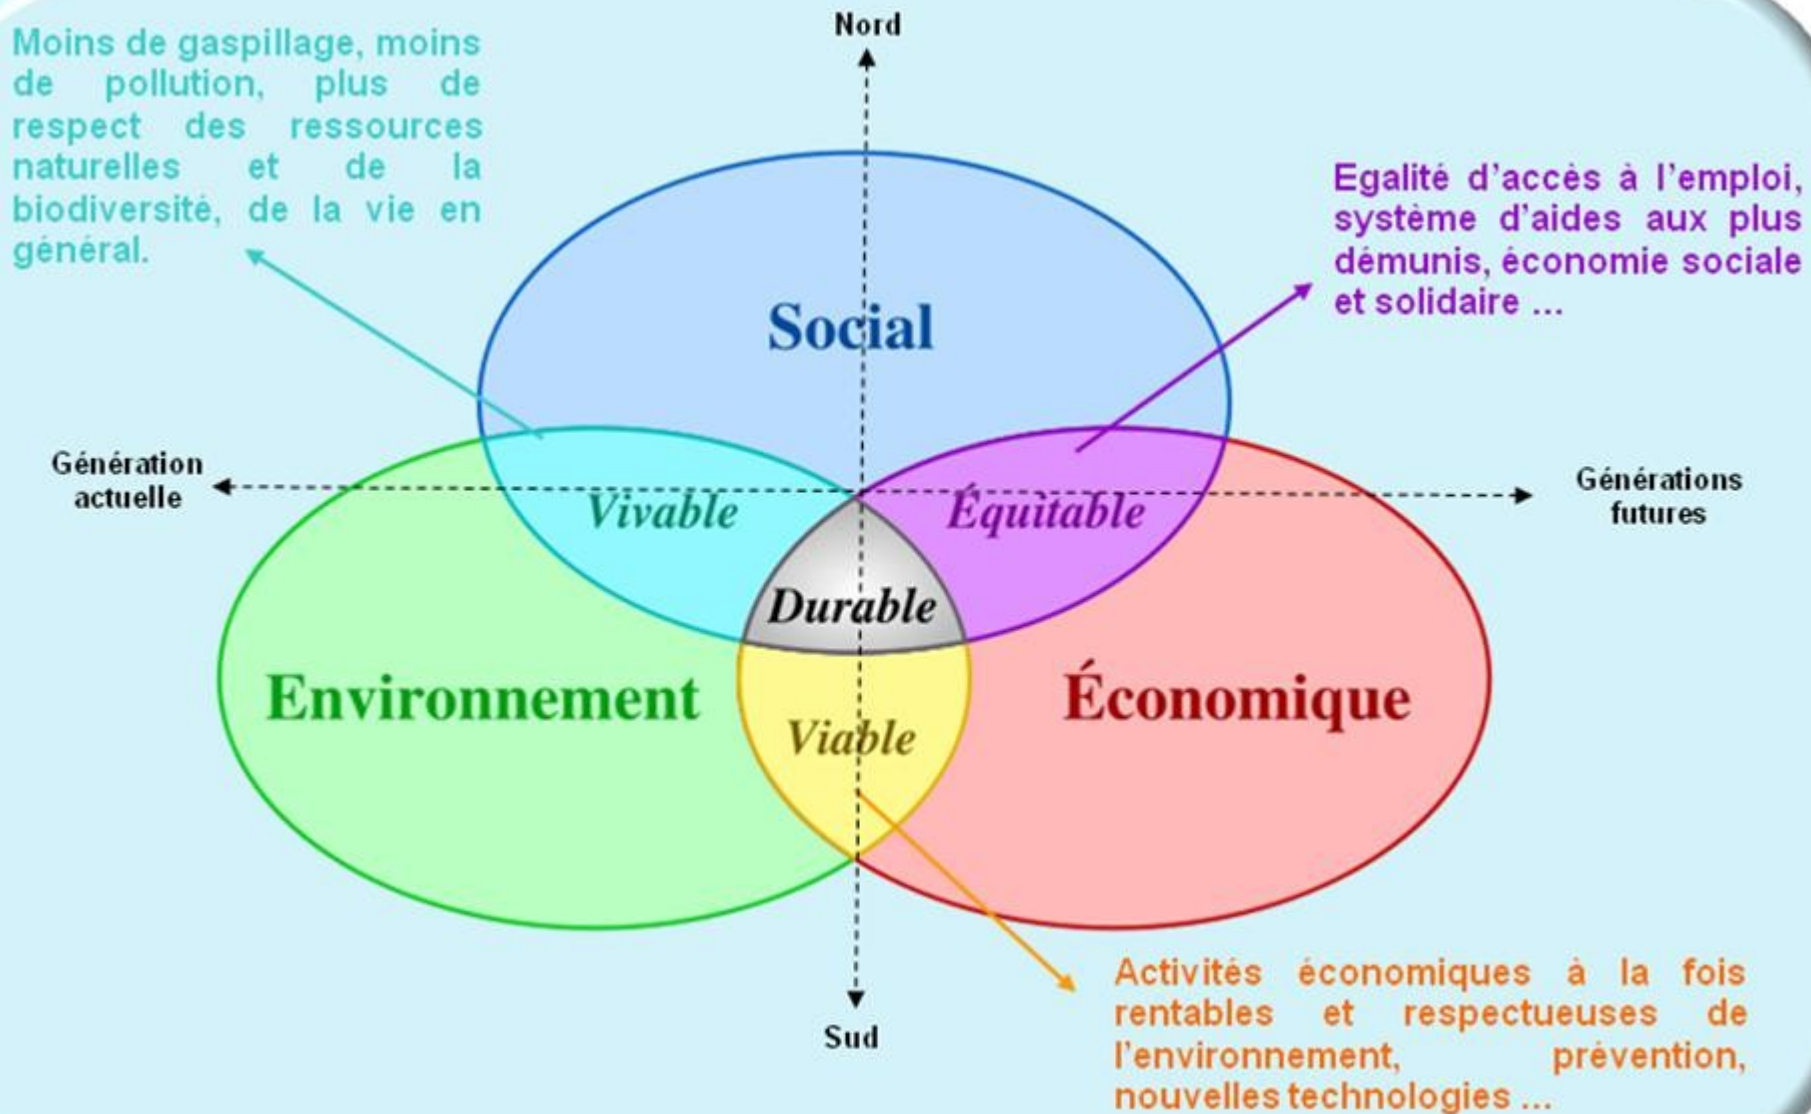 Nord
Moins de gaspillage, moins
de pollution, plus de
respect des ressources
naturelles et de la
biodiversité, de la vie en
général.
Egalité d'accès à l'emploi,
système d'aides aux plus
démunis, économie sociale
et solidaire ...
Social
Génération
actuelle
Générations
futures
Vivable
Équitable
Durable
Environnement
Économique
Viable
Activités économiques à la fois
rentables et respectueuses de
l'environnement, prévention,
nouvelles technologies ...
Sud